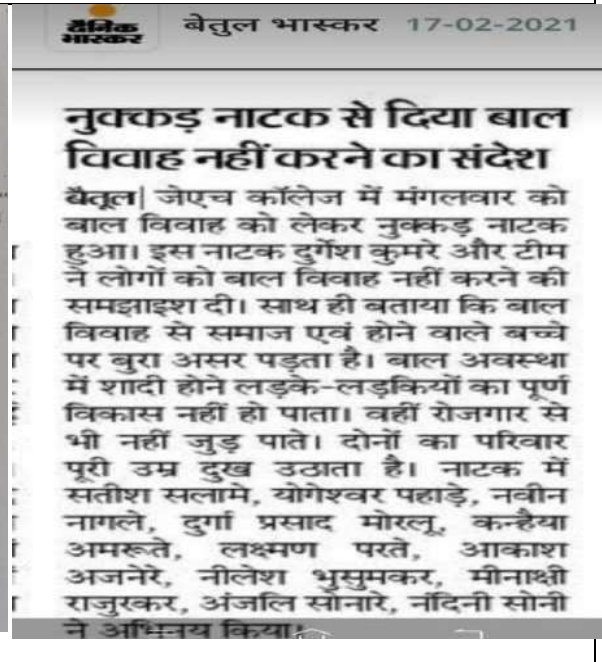 दैनिक
भास्कर
बेतुल भास्कर 17-02-2021
नुक्कड़ नाटक से दिया बाल
विवाह नहीं करने का संदेश
बैतूल| जेएच कॉलेज में मंगलवार को
बाल विवाह को लेकर नुक्कड़ नाटक
हुआ। इस नाटक दुर्गेश कुमरे और टीम
ने लोगों को बाल विवाह नहीं करने की
समझाइश दी। साथ ही बताया कि बाल
विवाह से समाज एवं होने वाले बच्चे
पर बुरा असर पड़ता है। बाल अवस्था
में शादी होने लड़के-लड़कियों का पूर्ण
विकास नहीं हो पाता। वहीं रोजगार से
भी नहीं जुड़ पाते। दोनों का परिवार
पूरी उम्र दुख उठाता है। नाटक में
सतीश सलामे, योगेश्वर पहाड़े, नवीन
नागले, दुर्गा प्रसाद मोरलू, कन्हैया
अमरूते, लक्ष्मण परते, आकाश
अजनेरे, नीलेश भुसुमकर, मीनाक्षी
राजुरकर, अंजलि सोनारे, नंदिनी सोनी
ने अभिनय किया।